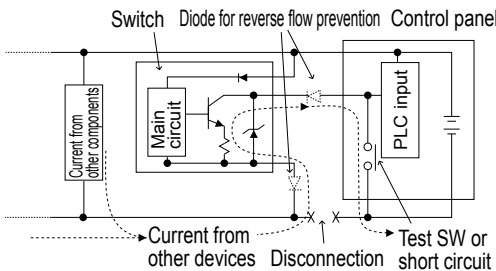 Switch
Diode for reverse flow prevention
Control panel
Current from
other components
Main
circuit
PLC input
Current from
other devices
Disconnection
Test SW or
short circuit